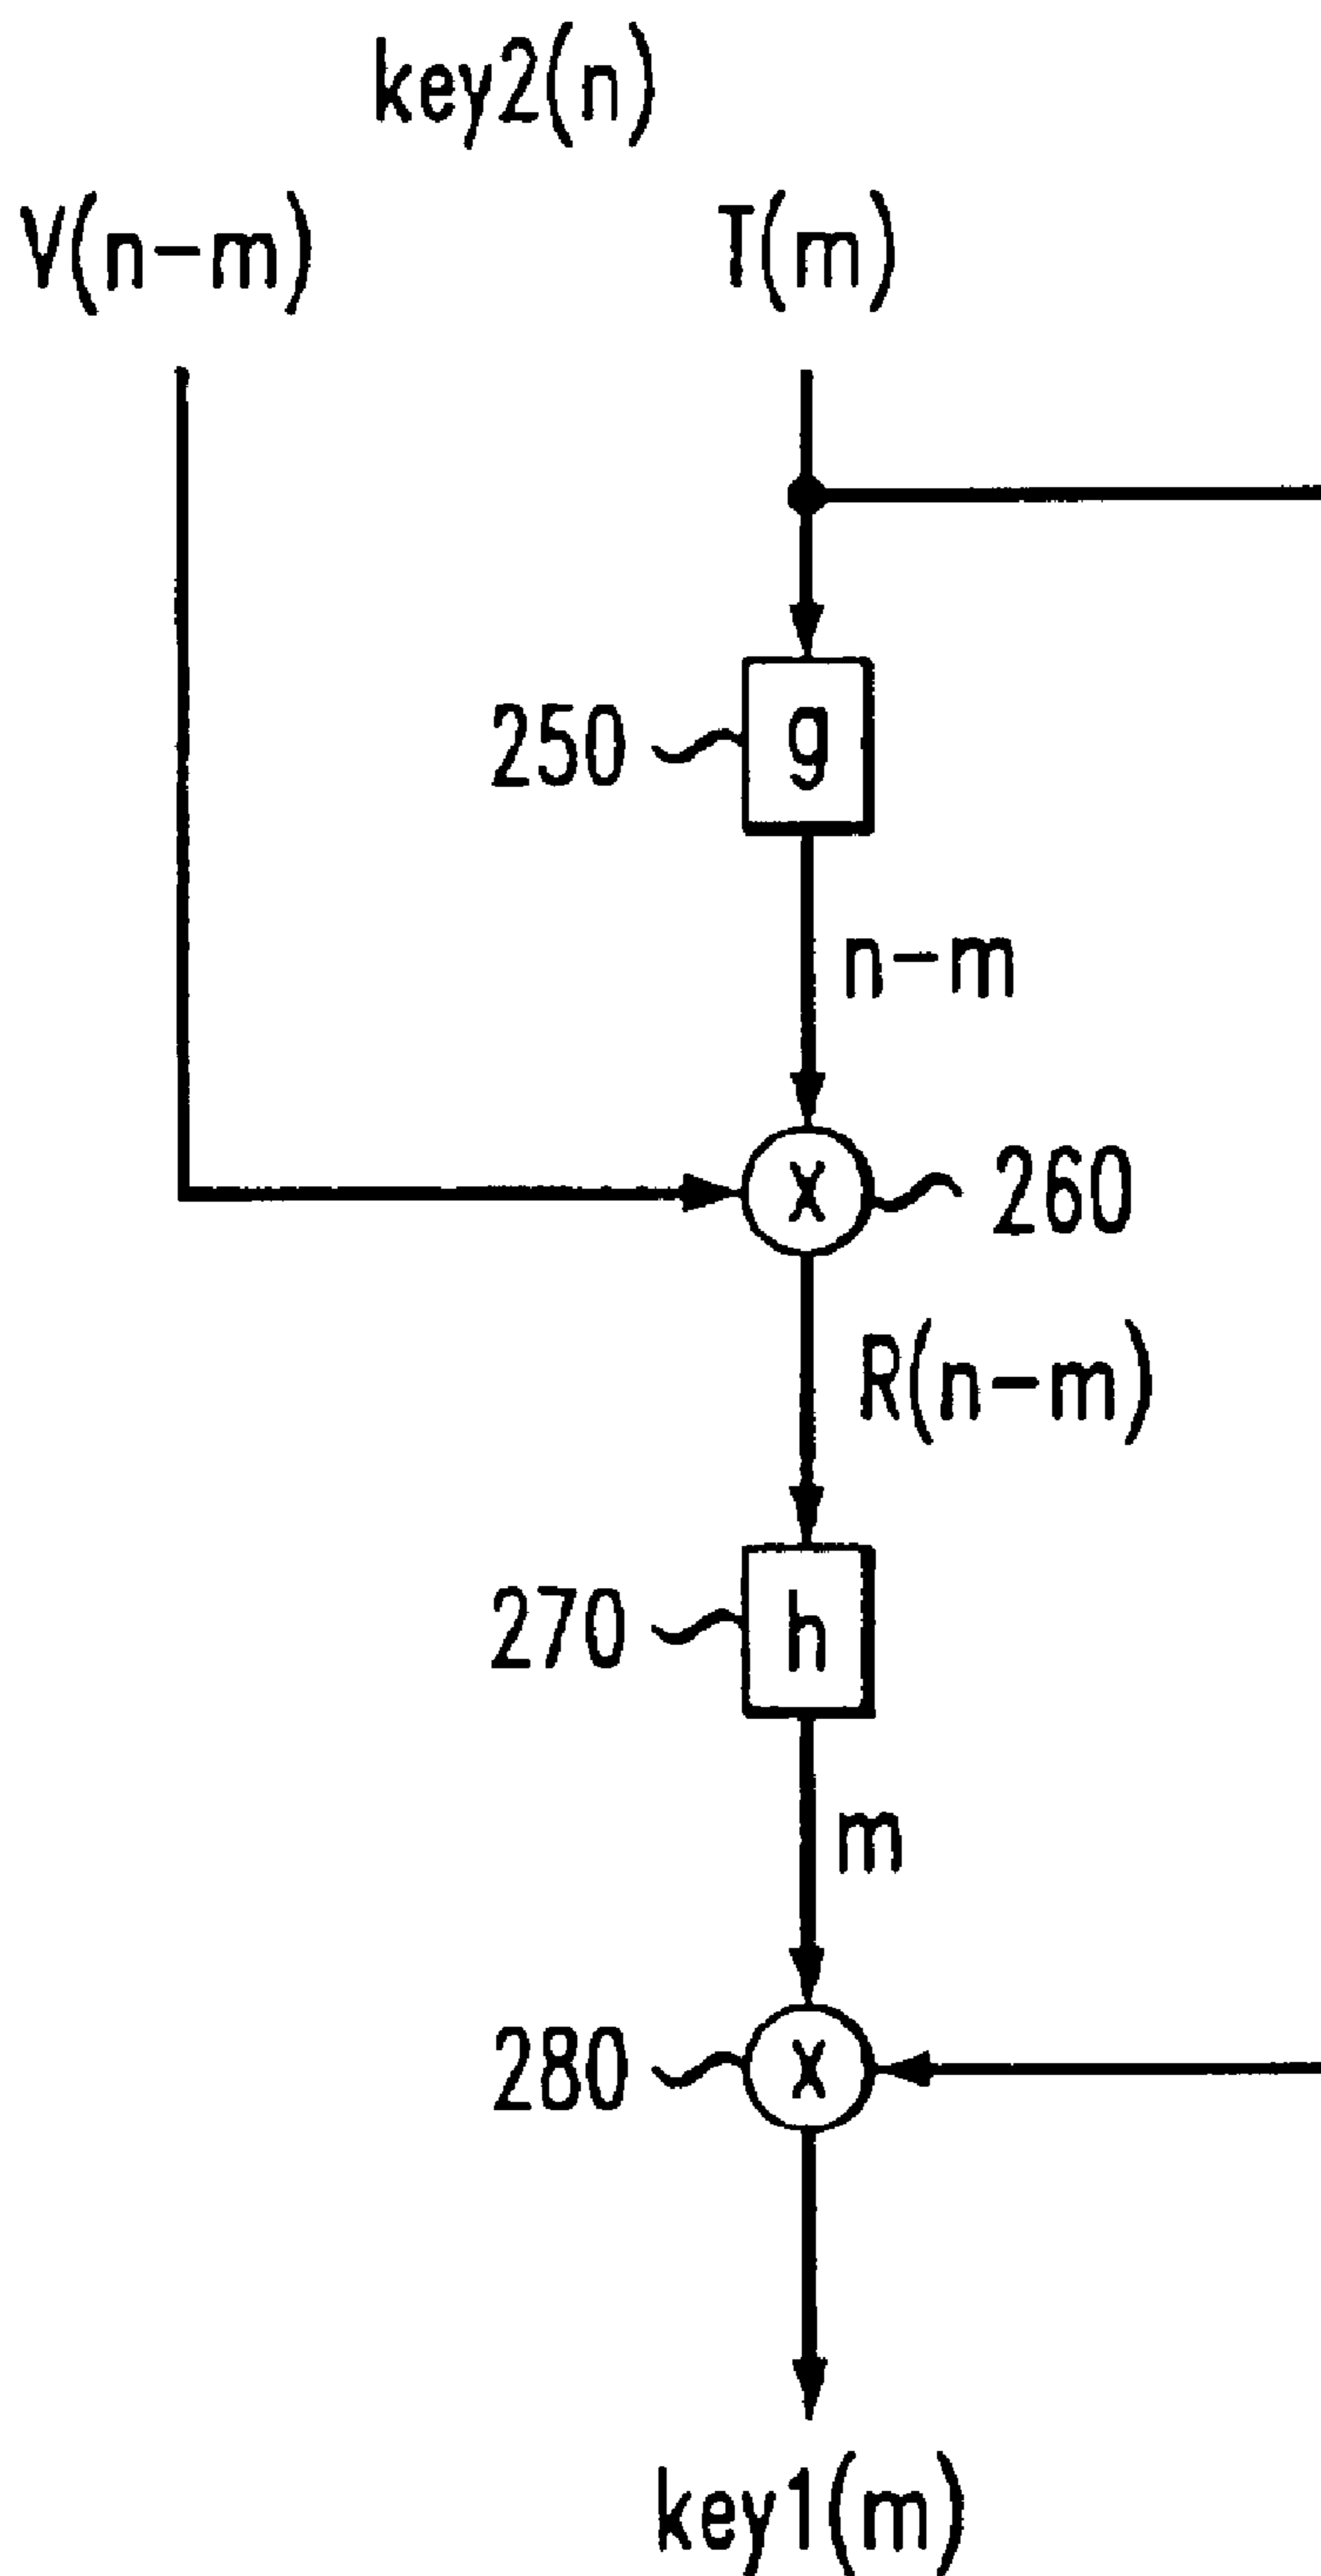 key2(n)
V(n-m)
T(m)
250
g
n-m
X
260
R(n-m)
270
h
m
280
X
key1(m)